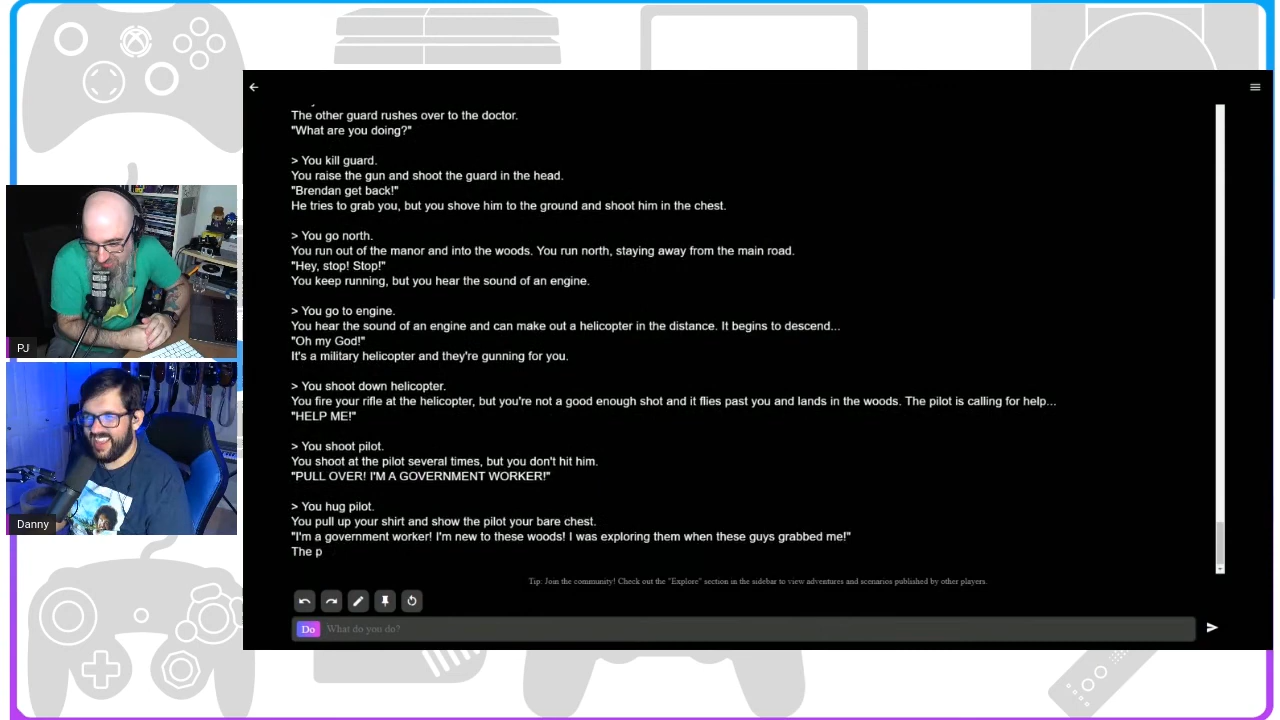 The other guard rushes over to the doctor.
"What are you doing?"
> You kill guard.
You raise the gun and shoot the guard in the head.
"Brendan get back!"
He tries to grab you, but you shove him to the ground and shoot him in the chest.
> You go north.
You run out of the manor and into the woods. You run north, staying away from the main road.
"Hey, stop! Stop!"
You keep running, but you hear the sound of an engine.
> You go to engine.
You hear the sound of an engine and can make out a helicopter in the distance. It begins to descend...
"Oh my God!"
It's a military helicopter and they're gunning for you.
> You shoot down helicopter.
You fire your rifle at the helicopter, but you're not a good enough shot and it flies past you and lands in the woods. The pilot is calling for help...
"HELP ME!"
> You shoot pilot.
You shoot at the pilot several times, but you don't hit him.
"PULL OVER! I'M A GOVERNMENT WORKER!"
> You hug pilot.
You pull up your shirt and show the pilot your bare chest.
"I'm a government worker! I'm new to these woods! I was exploring them when these guys grabbed me!"
The p
Tip: Join the community! Check out the "Explore" section in the sidebar to view adventures and scenarios published by other players.
Do What do you do?
PJ
Danny